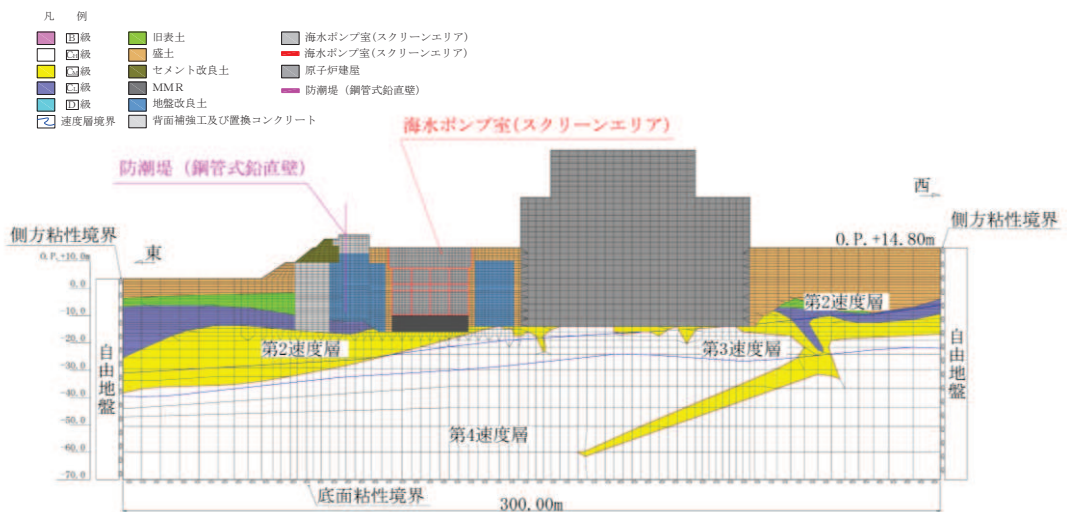 凡 例
B級 旧表土 海水ポンプ室(スクリーンエリア)
CH級 盛土 海水ポンプ室(スクリーンエリア)
CM級 セメント改良土 原子炉建屋
CL級 MMR 防潮堤 (鋼管式鉛直壁)
D級 地盤改良土
速度層境界 背面補強工及び置換コンクリート
海水ポンプ室(スクリーンエリア)
防潮堤 (鋼管式鉛直壁)
西
側方粘性境界
側方粘性境界
O.P.+14.80m
東
O.P.+10.0m
0.0
-10.0
-20.0
-30.0
-40.0
-50.0
-60.0
-70.0
第2速度層
第2速度層
第3速度層
第4速度層
自由地盤
自由地盤
底面粘性境界
300.00m